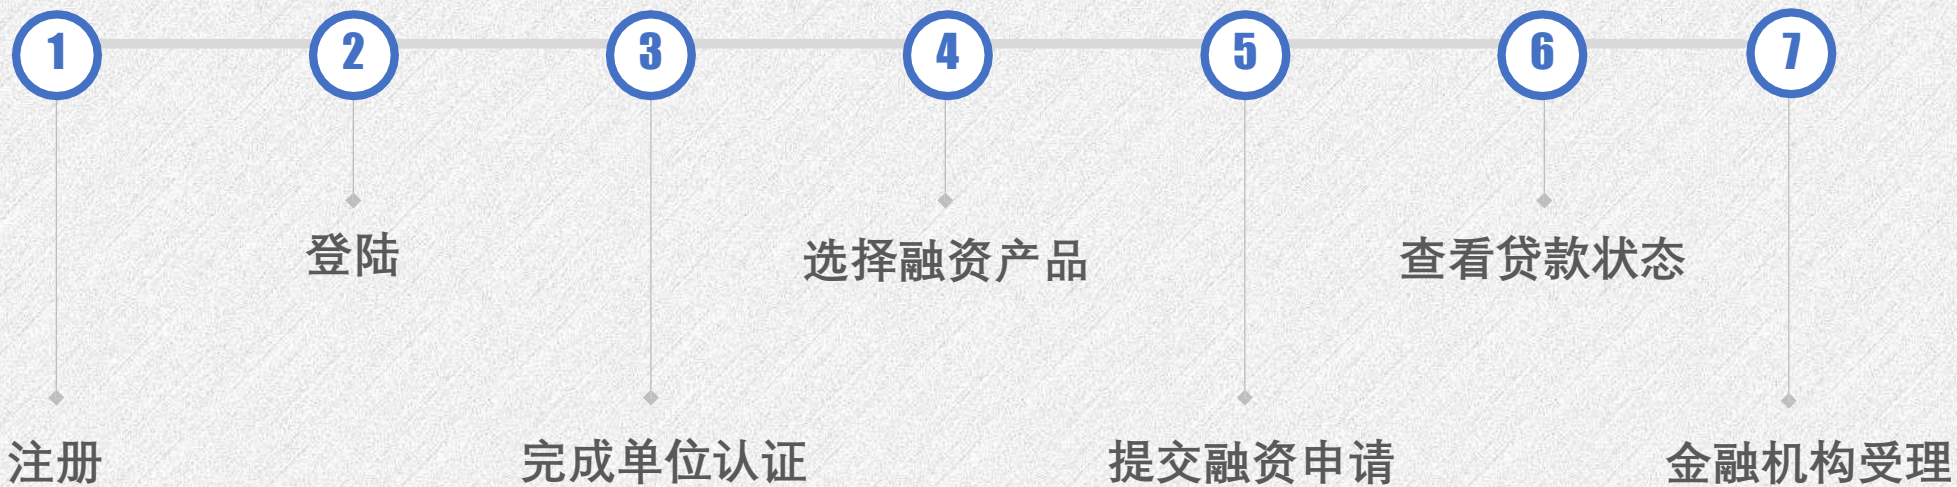 1 2 3 4 5 6 7
登陆 选择融资产品 查看贷款状态
注册 完成单位认证 提交融资申请 金融机构受理